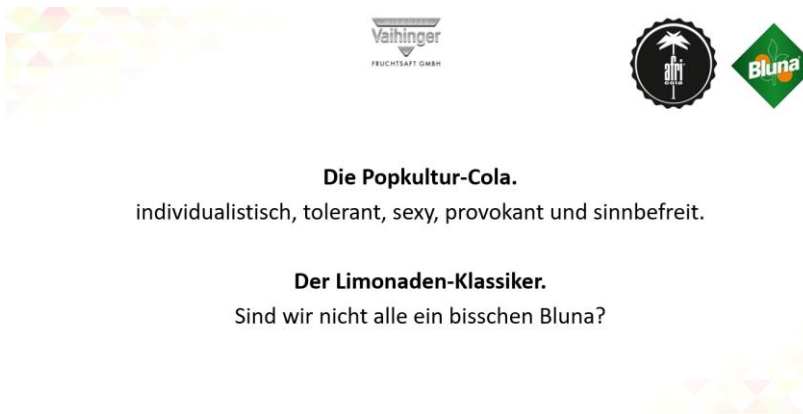 Vaihinger
FRUCHTSAFT GMBH
afri
cola
Bluna
Die Popkultur-Cola.
individualistisch, tolerant, sexy, provokant und sinnbefreit.
Der Limonaden-Klassiker.
Sind wir nicht alle ein bisschen Bluna?